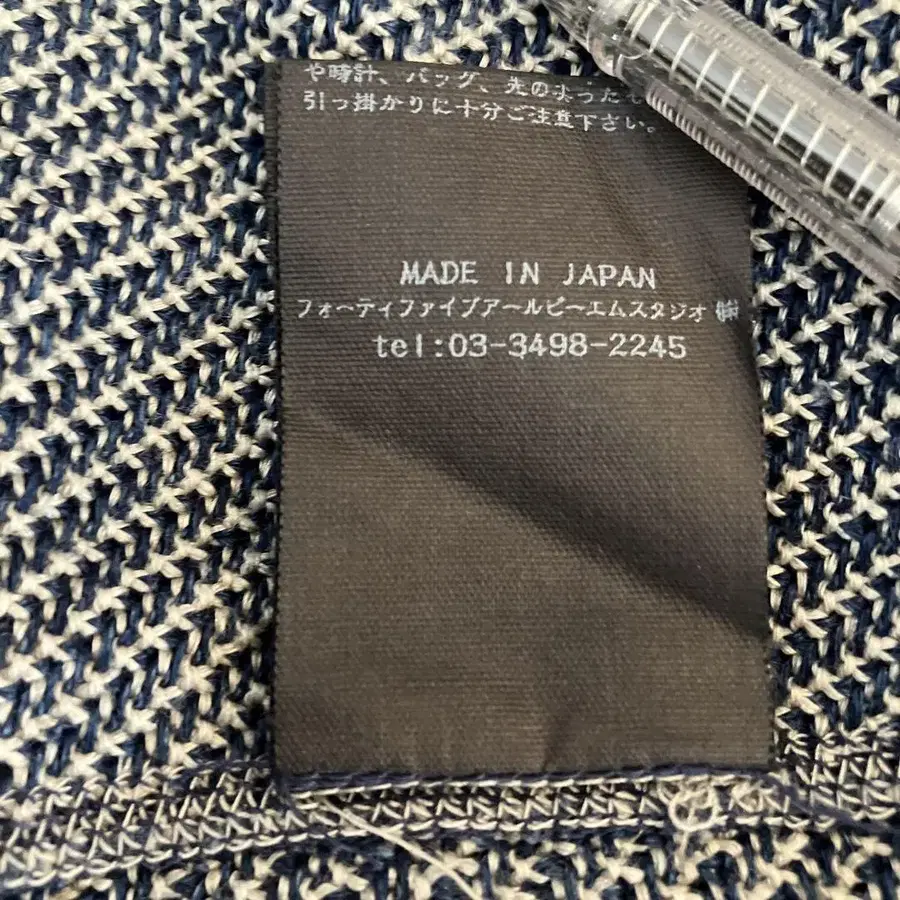 や時計、バッグ、先の尖ったも
引っ掛かりに十分ご注意下さい。
MADE IN JAPAN
フォーティファイブアールピーエムスタジオ
tel:03-3498-2245